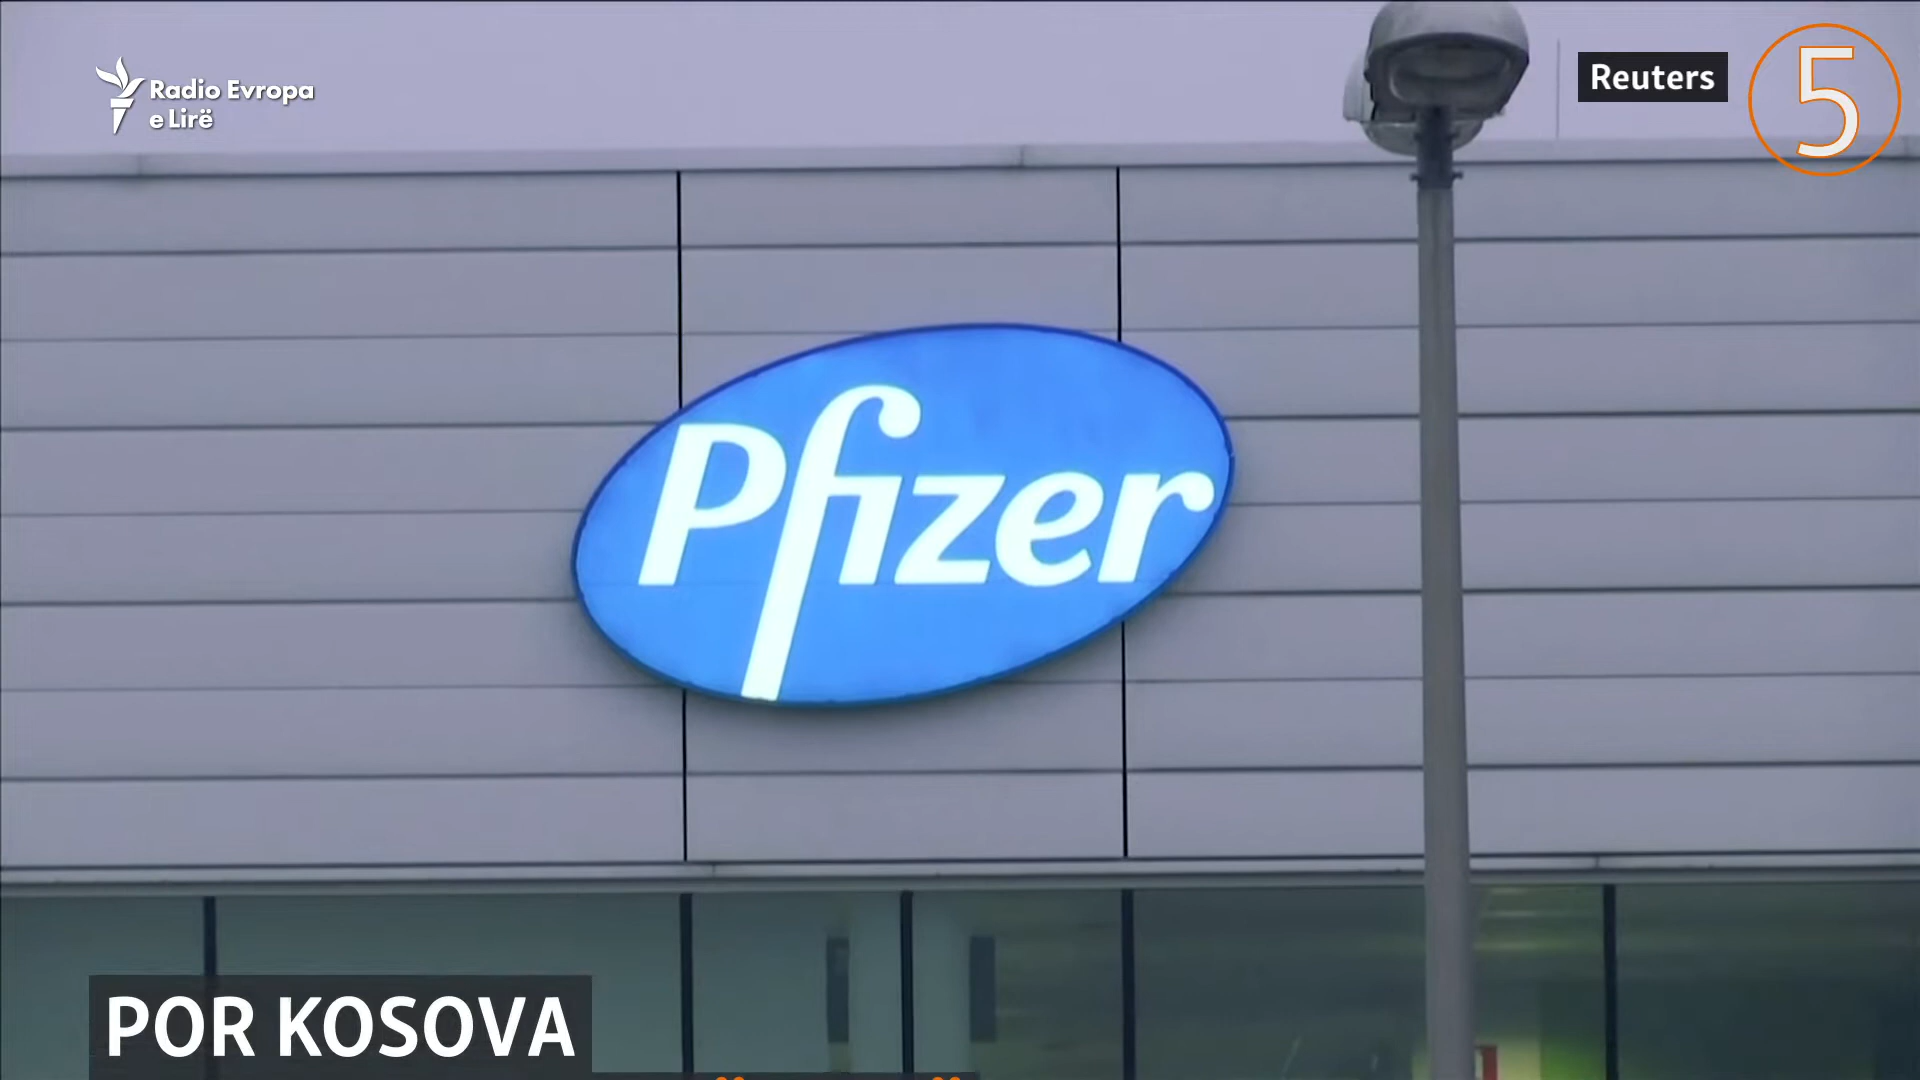 Radio Evropa
e Lirë
Reuters
5
Pfizer
POR KOSOVA